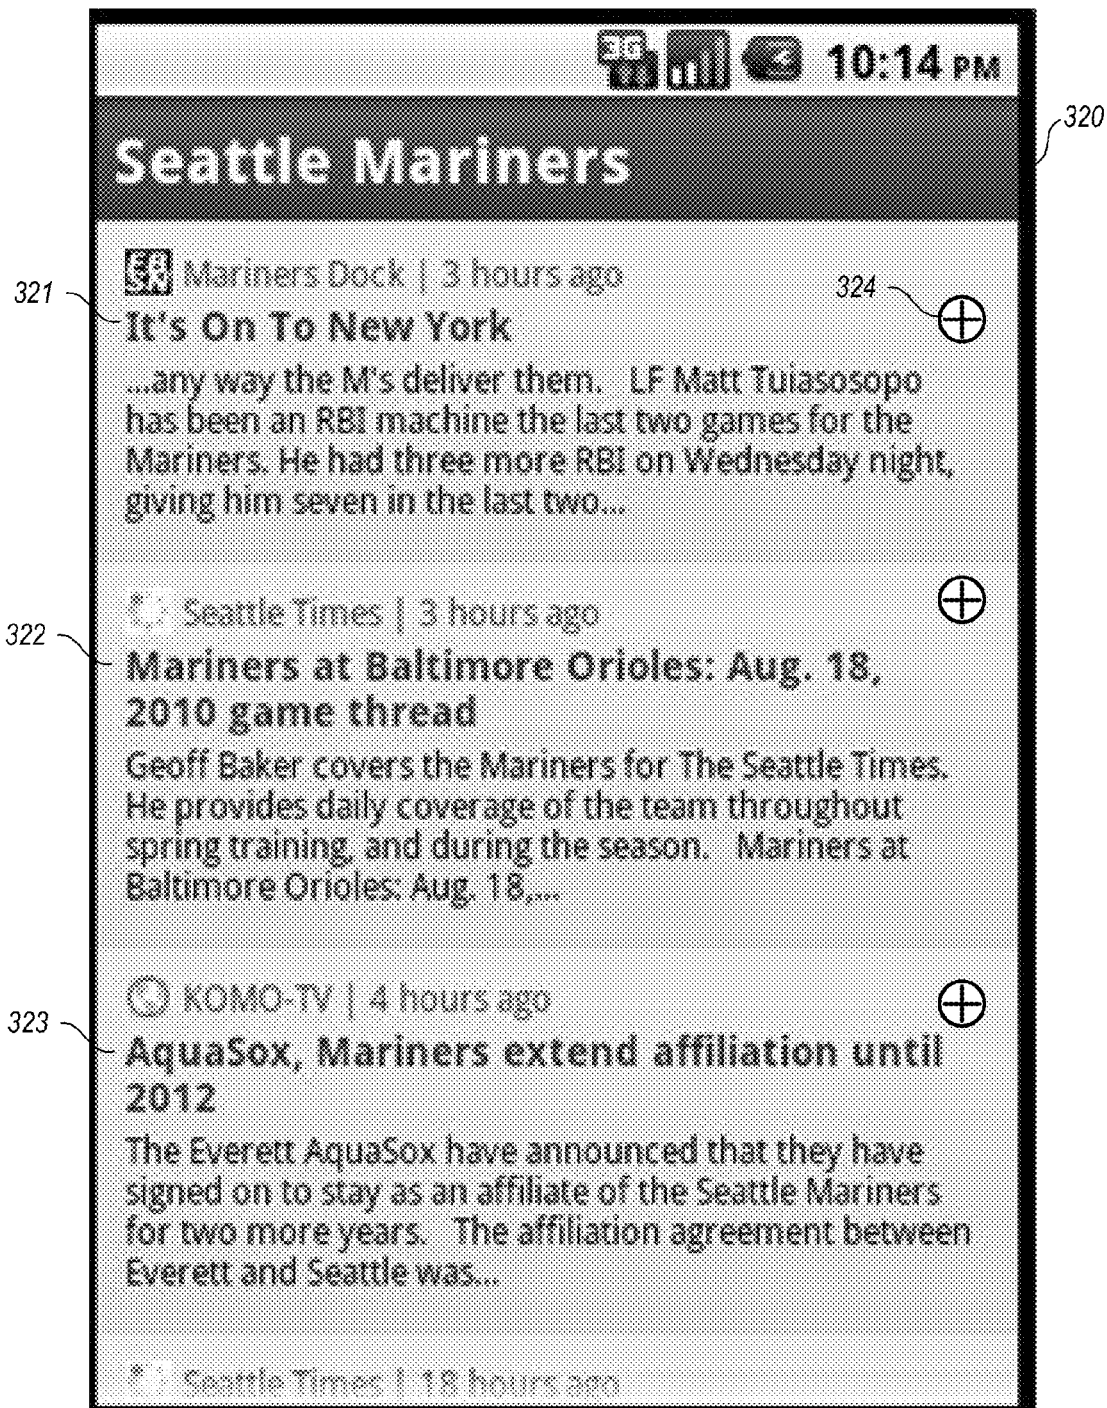 3G
10:14 PM
320
Seattle Mariners
Mariners Dock | 3 hours ago
321
324
It's On To New York
...any way the M's deliver them. LF Matt Tuiasosopo
has been an RBI machine the last two games for the
Mariners. He had three more RBI on Wednesday night,
giving him seven in the last two...
Seattle Times | 3 hours ago
322
Mariners at Baltimore Orioles: Aug. 18,
2010 game thread
Geoff Baker covers the Mariners for The Seattle Times.
He provides daily coverage of the team throughout
spring training, and during the season. Mariners at
Baltimore Orioles: Aug. 18,...
KOMO-TV | 4 hours ago
323
AquaSox, Mariners extend affiliation until
2012
The Everett AquaSox have announced that they have
signed on to stay as an affiliate of the Seattle Mariners
for two more years. The affiliation agreement between
Everett and Seattle was...
Seattle Times | 18 hours ago